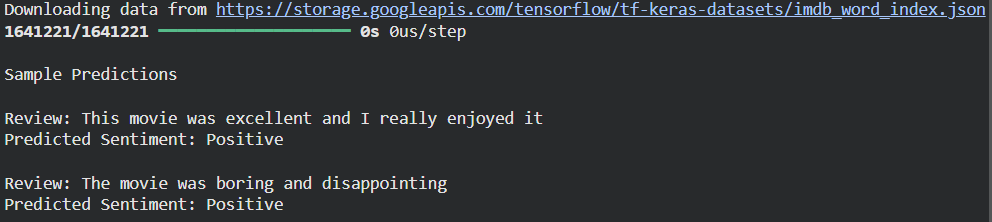 Downloading data from https://storage.googleapis.com/tensorflow/tf-keras-datasets/imdb_word_index.json
1641221/1641221 ━━━━━━━━━━━━━━━━━━━━ 0s 0us/step
Sample Predictions
Review: This movie was excellent and I really enjoyed it
Predicted Sentiment: Positive
Review: The movie was boring and disappointing
Predicted Sentiment: Positive